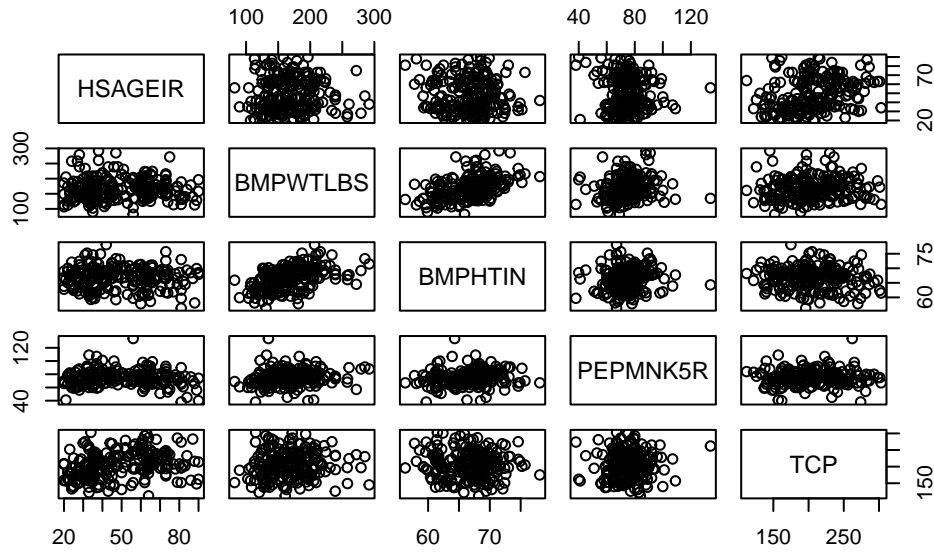 100 200 300 40 80 120
HSAGEIR 20 70
100 300 BMPWTLBS
BMPHTIN 60 75
40 120 PEPMNK5R
TCP 150
20 40 60 80 60 70 150 250